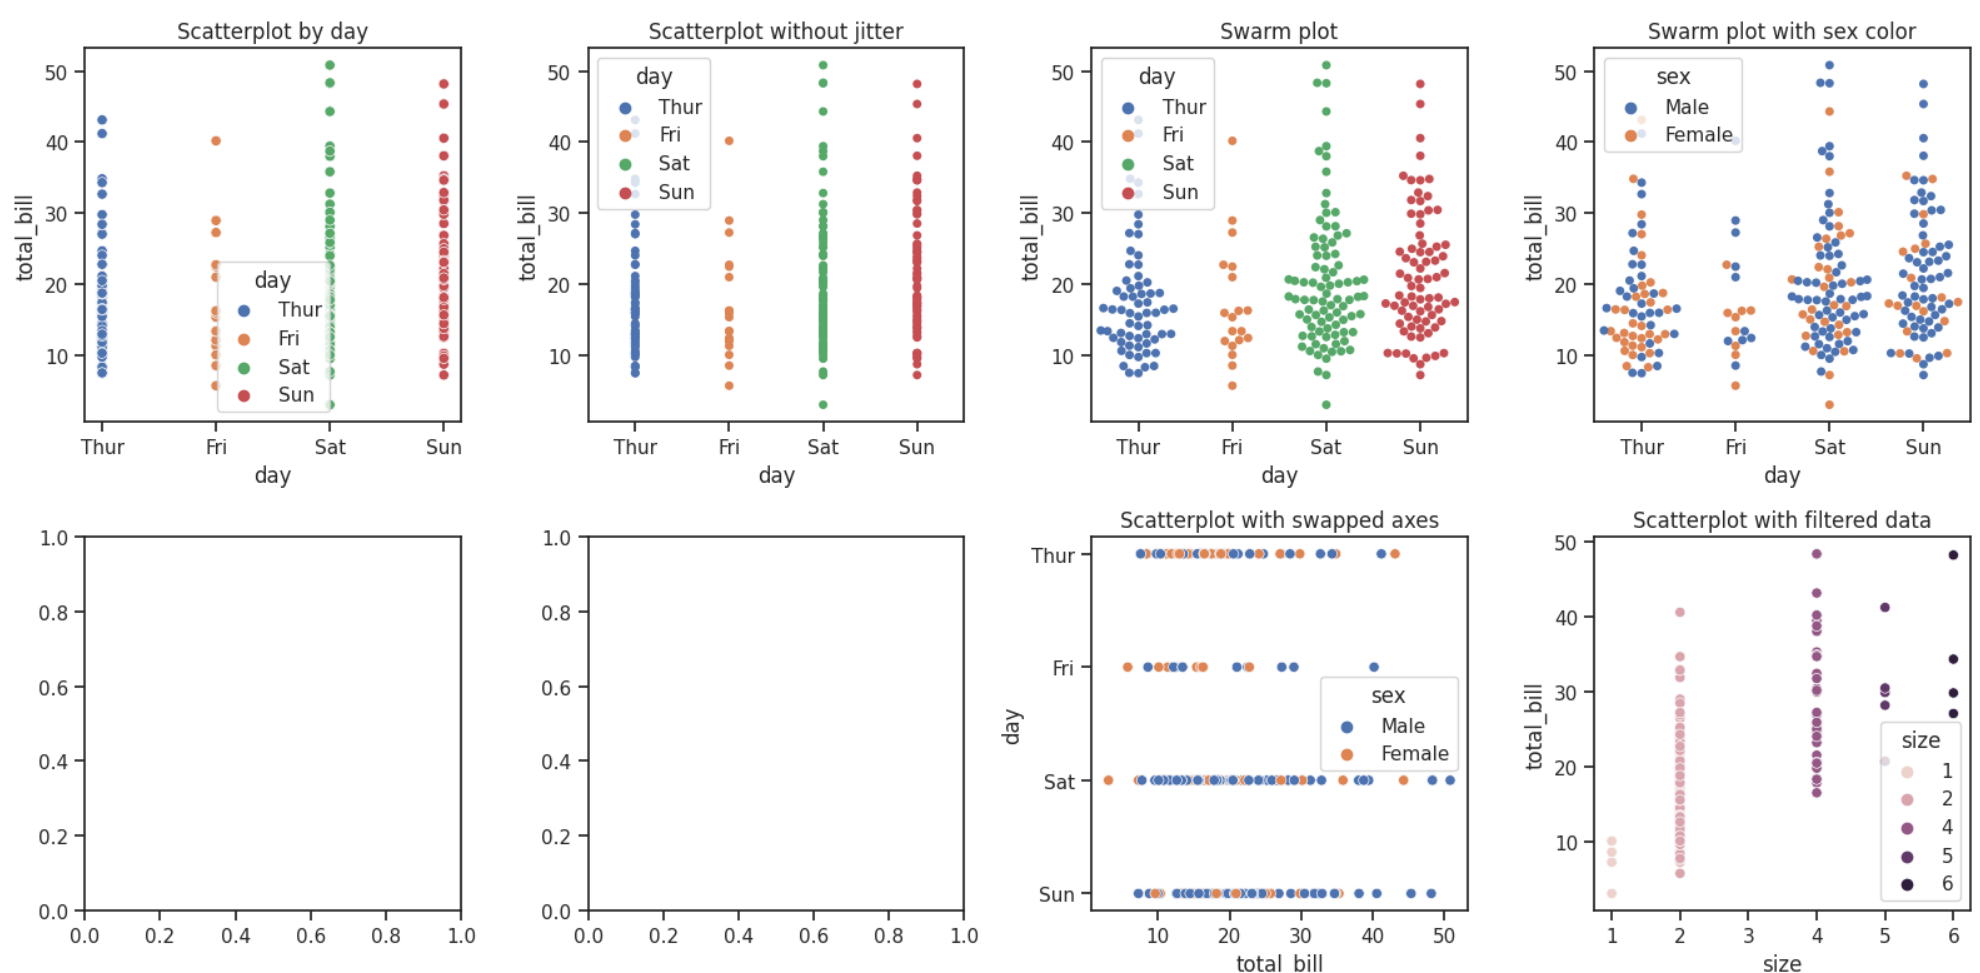 Scatterplot by day
total_bill
50
40
30
20
10
day
Thur
Fri
Sat
Sun
Thur
Fri
Sat
Sun
day
Scatterplot without jitter
total_bill
50
40
30
20
10
day
Thur
Fri
Sat
Sun
Thur
Fri
Sat
Sun
day
Swarm plot
total_bill
50
40
30
20
10
day
Thur
Fri
Sat
Sun
Thur
Fri
Sat
Sun
day
Swarm plot with sex color
total_bill
50
40
30
20
10
sex
Male
Female
Thur
Fri
Sat
Sun
day
1.0
0.8
0.6
0.4
0.2
0.0
0.0
0.2
0.4
0.6
0.8
1.0
1.0
0.8
0.6
0.4
0.2
0.0
0.0
0.2
0.4
0.6
0.8
1.0
Scatterplot with swapped axes
day
Thur
Fri
Sat
Sun
sex
Male
Female
10
20
30
40
50
total_bill
Scatterplot with filtered data
total_bill
50
40
30
20
10
size
1
2
4
5
6
1
2
3
4
5
6
size